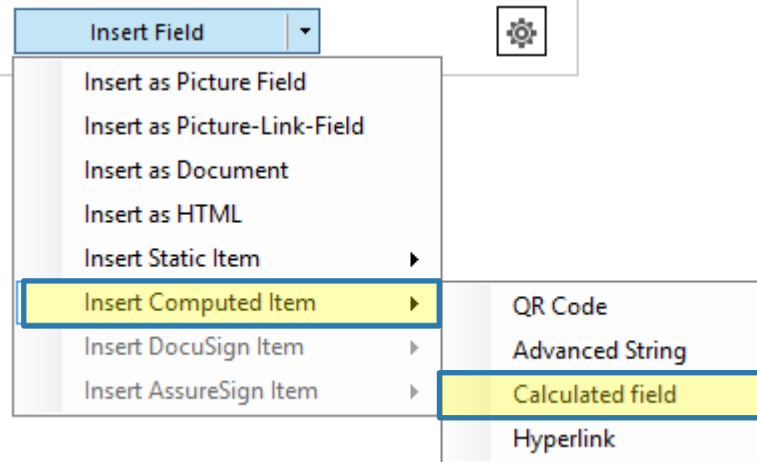 Insert Field
Insert as Picture Field
Insert as Picture-Link-Field
Insert as Document
Insert as HTML
Insert Static Item
Insert Computed Item
Insert DocuSign Item
Insert AssureSign Item
QR Code
Advanced String
Calculated field
Hyperlink